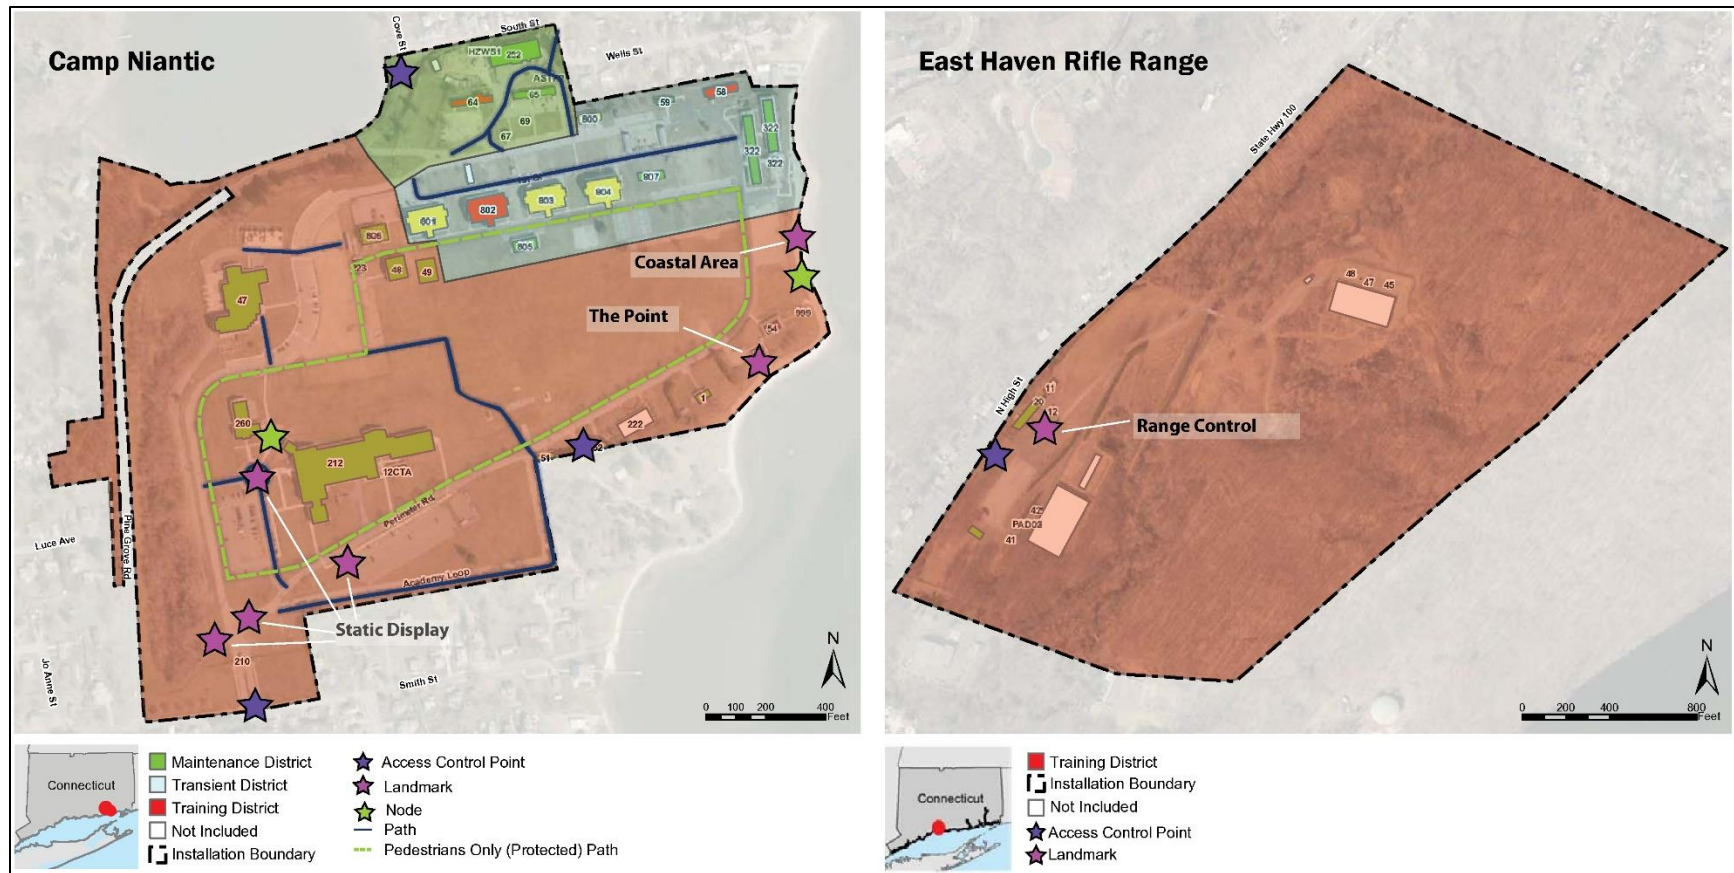 Camp Niantic
Cove St
South St
Wells St
HZW51
252
64
65
69
67
800
59
58
322
322
322
807
804
803
802
601
805
806
48
49
47
Coastal Area
The Point
54
999
1
222
260
212
12CTA
51
Perimeter Rd
Academy Loop
Static Display
210
Pine Grove Rd
Luce Ave
Jo Anne St
Smith St
N
0 100 200 400
Feet
Connecticut
Maintenance District
Transient District
Training District
Not Included
Installation Boundary
Access Control Point
Landmark
Node
Path
Pedestrians Only (Protected) Path
East Haven Rifle Range
State Hwy 100
N High St
48
47
45
11
20
12
Range Control
42
PAD03
41
N
0 200 400 800
Feet
Connecticut
Training District
Installation Boundary
Not Included
Access Control Point
Landmark